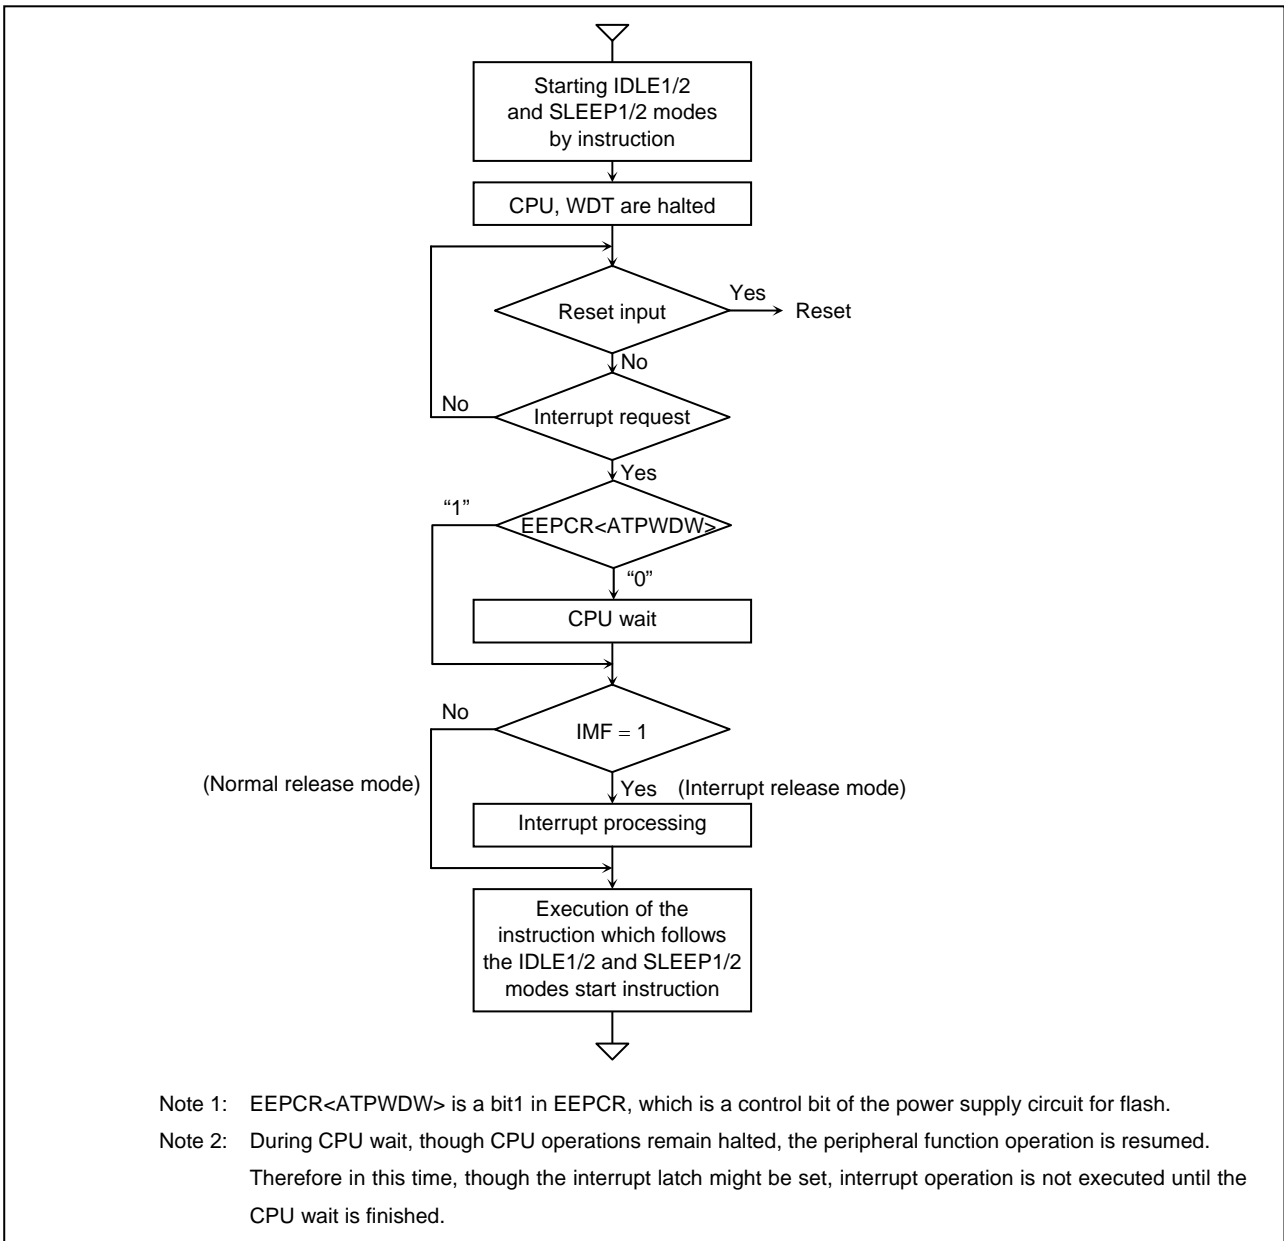 Starting IDLE1/2
and SLEEP1/2 modes
by instruction
CPU, WDT are halted
Reset input
Yes
Reset
No
Interrupt request
No
Yes
EEPCR<ATPWDW>
“1”
“0”
CPU wait
IMF = 1
No
(Normal release mode)
Yes (Interrupt release mode)
Interrupt processing
Execution of the
instruction which follows
the IDLE1/2 and SLEEP1/2
modes start instruction
Note 1: EEPCR<ATPWDW> is a bit1 in EEPCR, which is a control bit of the power supply circuit for flash.
Note 2: During CPU wait, though CPU operations remain halted, the peripheral function operation is resumed.
Therefore in this time, though the interrupt latch might be set, interrupt operation is not executed until the
CPU wait is finished.